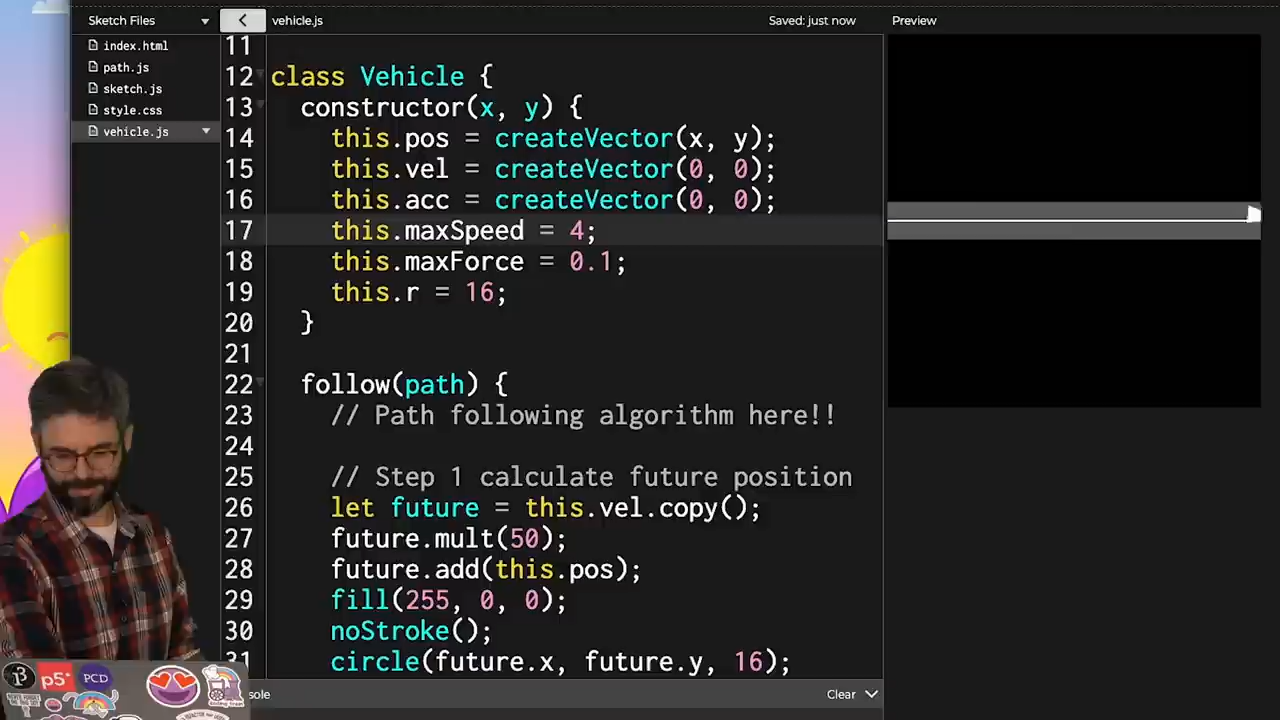 Sketch Files
vehicle.js
Saved: just now
Preview
index.html
path.js
sketch.js
style.css
vehicle.js
11
12 class Vehicle {
13 constructor(x, y) {
14 this.pos = createVector(x, y);
15 this.vel = createVector(0, 0);
16 this.acc = createVector(0, 0);
17 this.maxSpeed = 4;
18 this.maxForce = 0.1;
19 this.r = 16;
20 }
21
22 follow(path) {
23 // Path following algorithm here!!
24
25 // Step 1 calculate future position
26 let future = this.vel.copy();
27 future.mult(50);
28 future.add(this.pos);
29 fill(255, 0, 0);
30 noStroke();
31 circle(future.x, future.y, 16);
sole
Clear
p5*
PCD